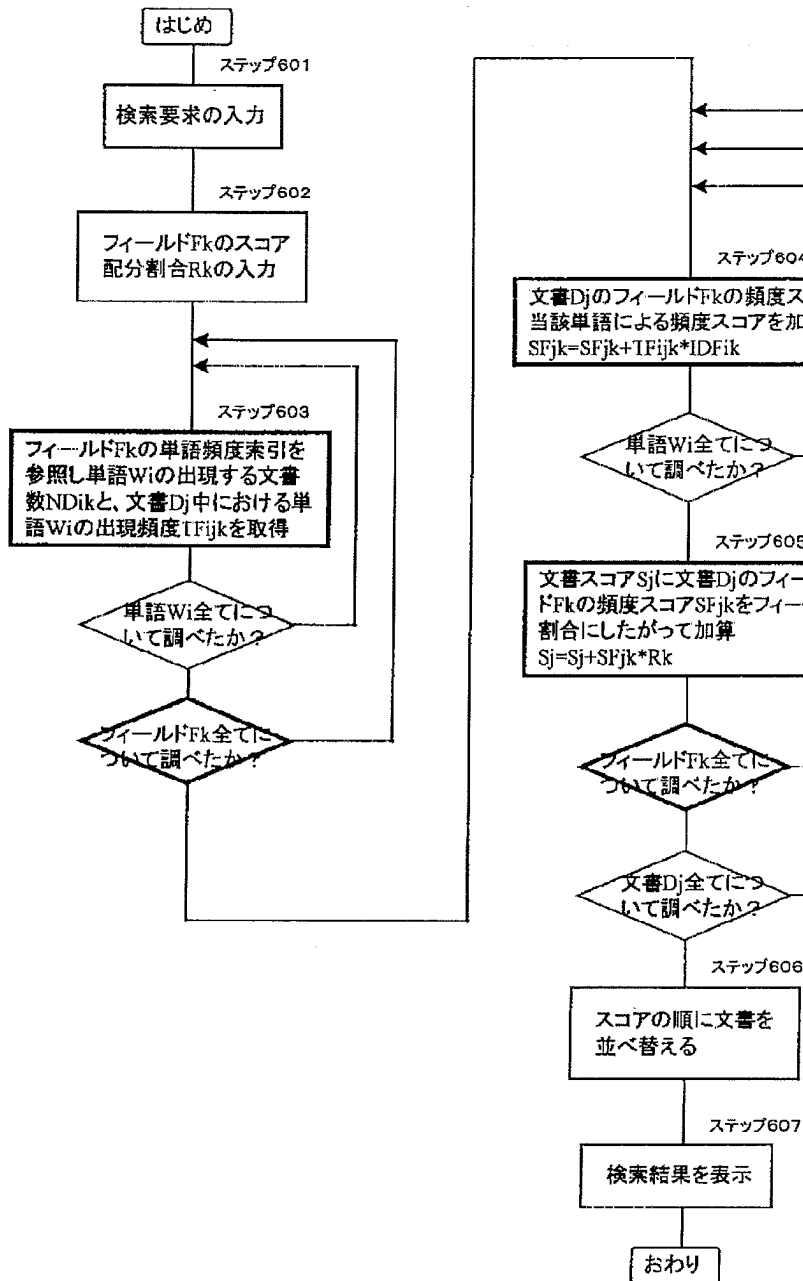 はじめ
ステップ601
検索要求の入力
ステップ602
フィールドFkのスコア
配分割合Rkの入力
ステップ603
フィールドFkの単語頻度索引を
参照し単語Wiの出現する文書
数NDikと、文書Dj中における単
語Wiの出現頻度TFijkを取得
単語Wi全てにつ
いて調べたか?
フィールドFk全てに
ついて調べたか?
ステップ604
文書DjのフィールドFkの頻度ス
当該単語による頻度スコアを加
SFjk=SFjk+TFijk*IDFik
単語Wi全てにつ
いて調べたか?
ステップ605
文書スコアSjに文書Djのフィー
ドFkの頻度スコアSFjkをフィー
割合にしたがって加算
Sj=Sj+SFjk*Rk
フィールドFk全てに
ついて調べたか?
文書Dj全てにつ
いて調べたか?
ステップ606
スコアの順に文書を
並べ替える
ステップ607
検索結果を表示
おわり